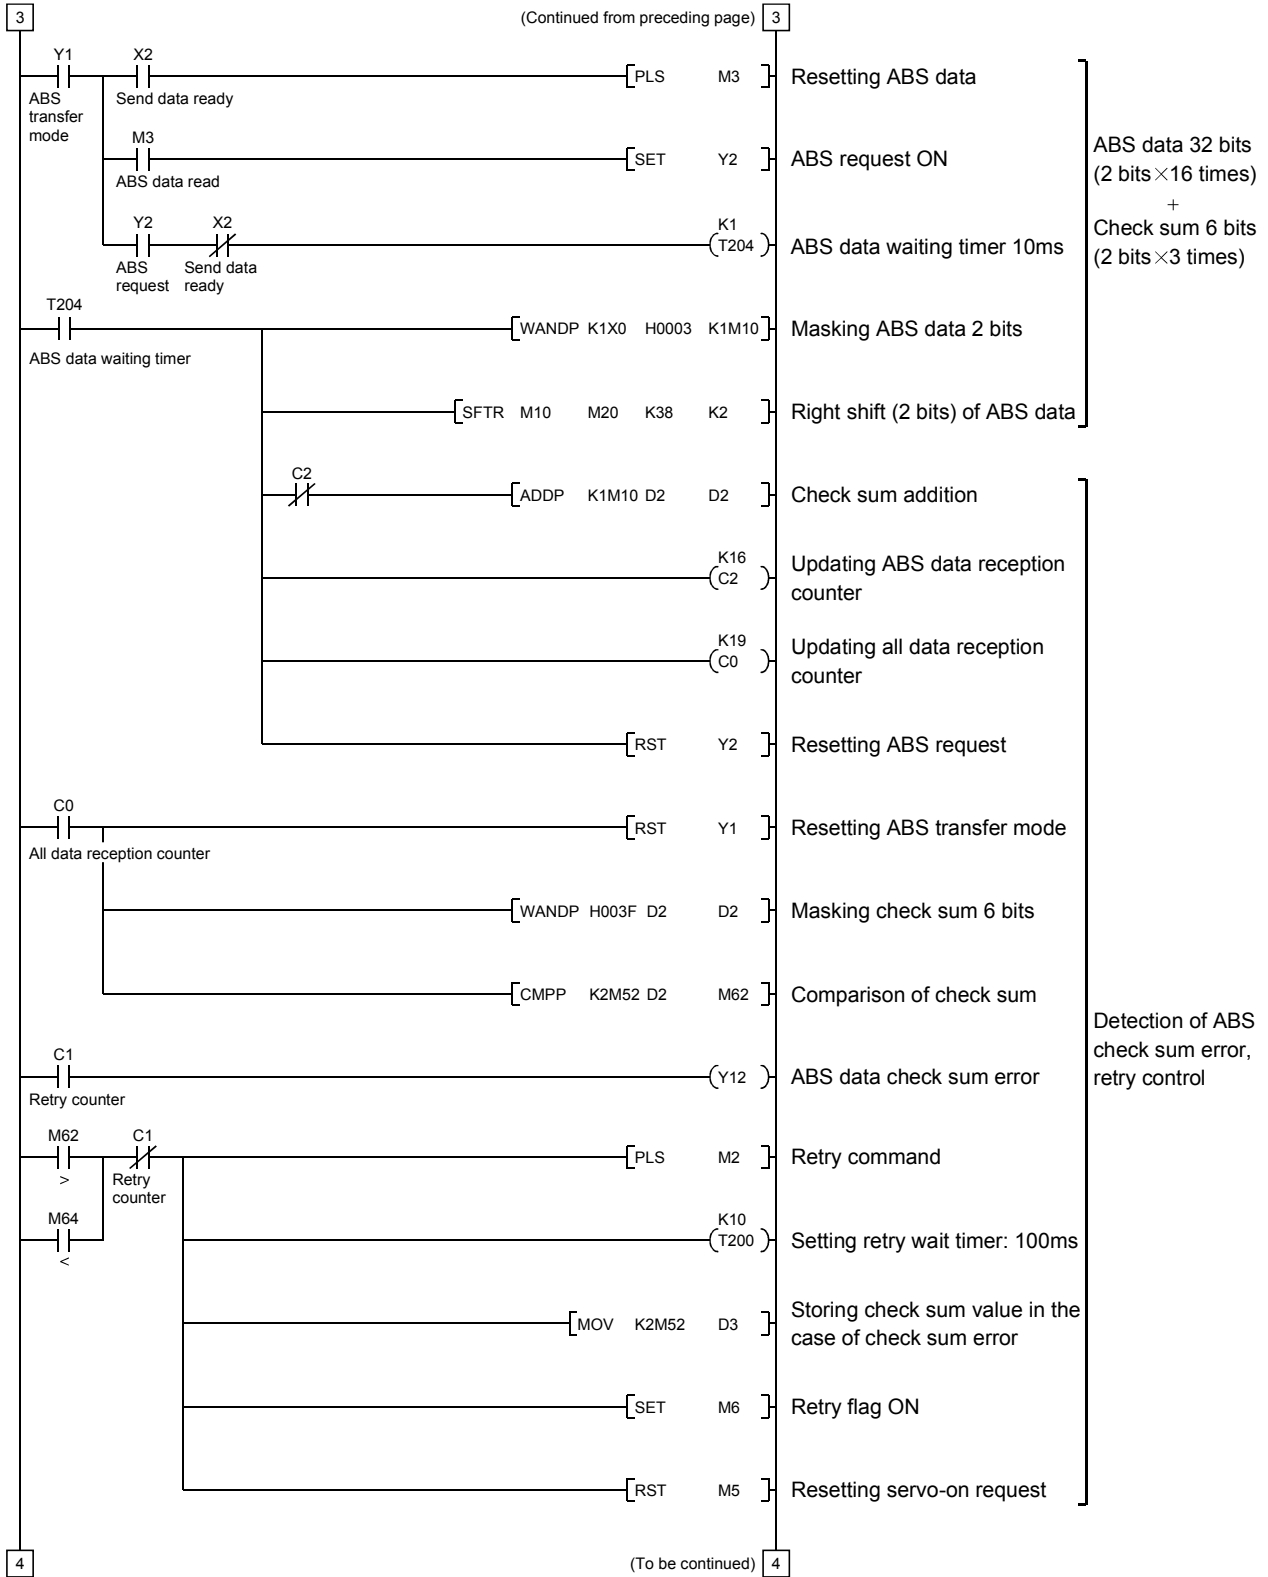 3 (Continued from preceding page) 3
Y1 X2
PLS M3 Resetting ABS data
ABS transfer mode
Send data ready
M3
SET Y2 ABS request ON
ABS data read
ABS data 32 bits
(2 bits×16 times)
+
Check sum 6 bits
(2 bits×3 times)
Y2 X2 K1
T204 ABS data waiting timer 10ms
ABS request
Send data ready
T204
WANDP K1X0 H0003 K1M10 Masking ABS data 2 bits
ABS data waiting timer
SFTR M10 M20 K38 K2 Right shift (2 bits) of ABS data
C2
ADDP K1M10 D2 D2 Check sum addition
K16
C2 Updating ABS data reception
counter
K19
C0 Updating all data reception
counter
RST Y2 Resetting ABS request
C0
RST Y1 Resetting ABS transfer mode
All data reception counter
WANDP H003F D2 D2 Masking check sum 6 bits
CMPP K2M52 D2 M62 Comparison of check sum
Detection of ABS
check sum error,
retry control
C1
Y12 ABS data check sum error
Retry counter
M62 C1
PLS M2 Retry command
>
Retry
counter
M64 K10
T200 Setting retry wait timer: 100ms
<
MOV K2M52 D3 Storing check sum value in the
case of check sum error
SET M6 Retry flag ON
RST M5 Resetting servo-on request
4 (To be continued) 4